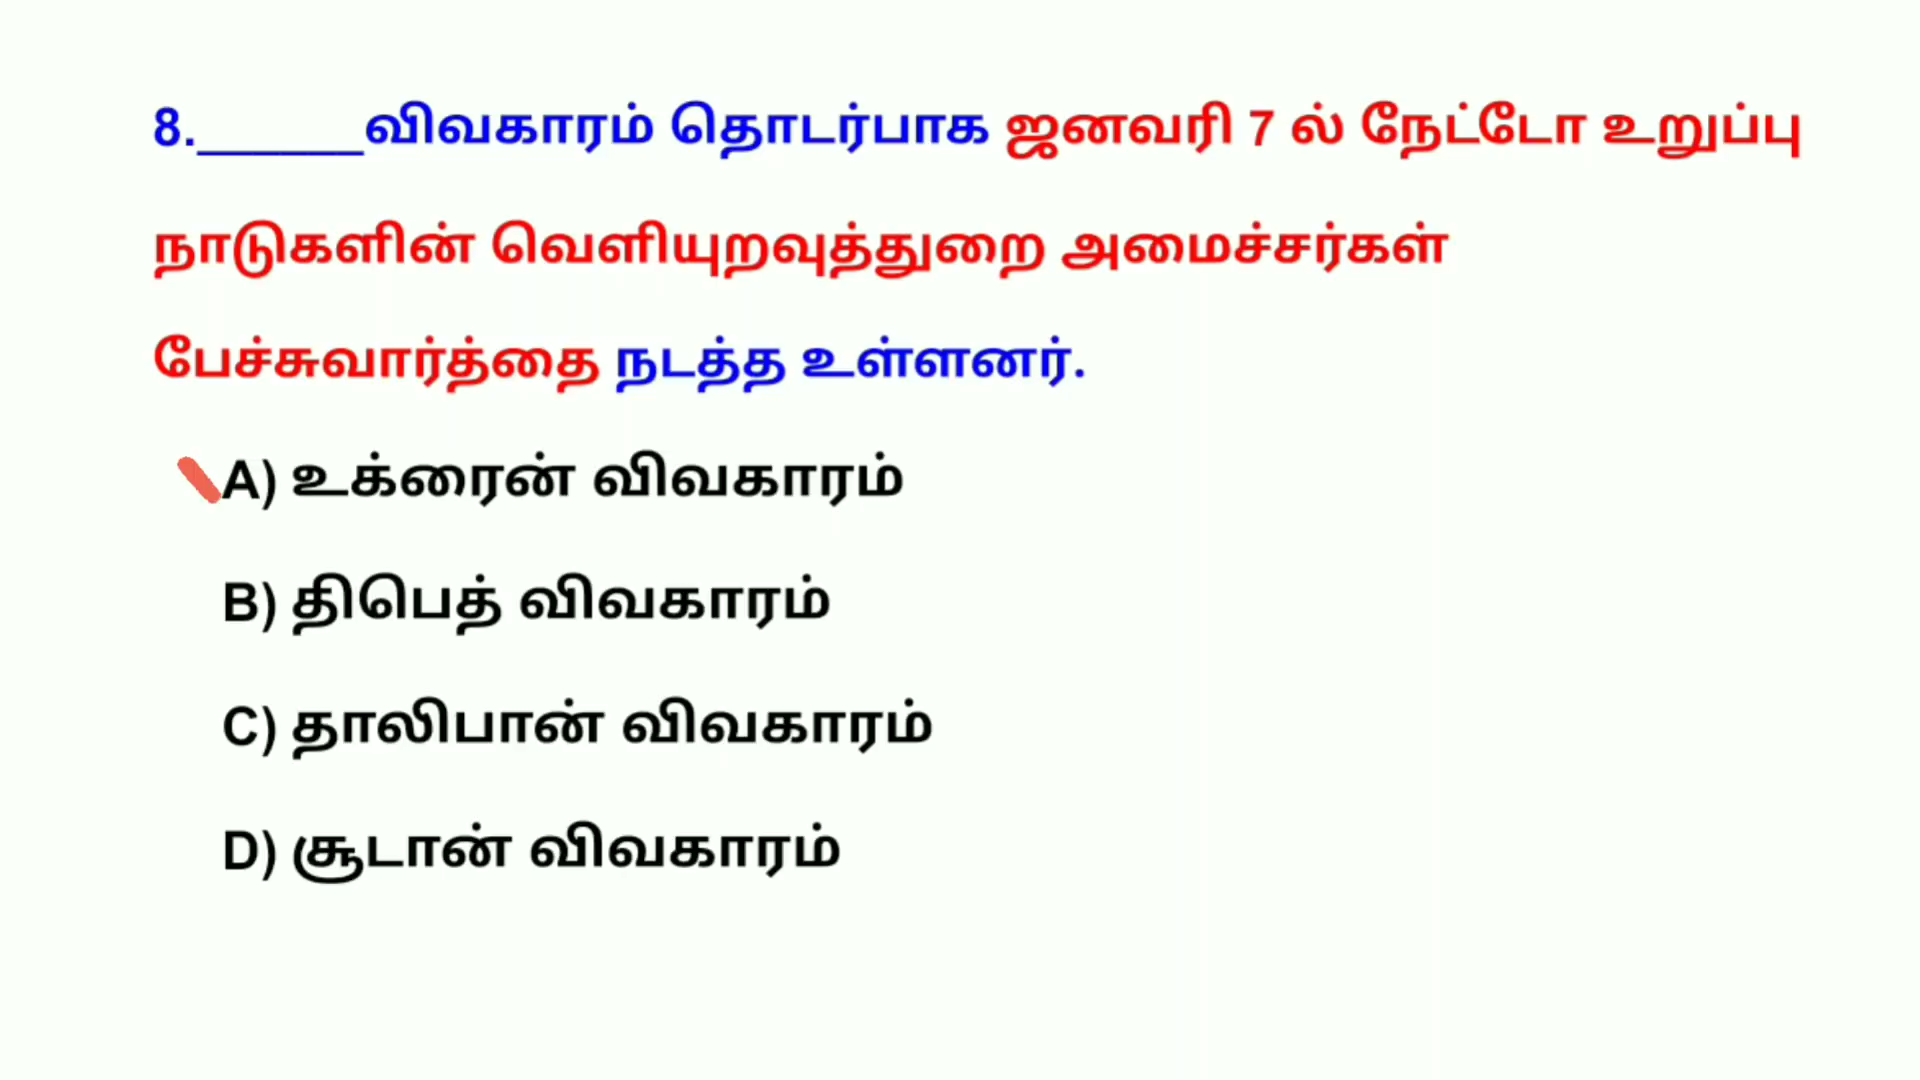 8.______விவகாரம் தொடர்பாக ஜனவரி 7 ல் நேட்டோ உறுப்பு
நாடுகளின் வெளியுறவுத்துறை அமைச்சர்கள்
பேச்சுவார்த்தை நடத்த உள்ளனர்.
A) உக்ரைன் விவகாரம்
B) திபெத் விவகாரம்
C) தாலிபான் விவகாரம்
D) சூடான் விவகாரம்